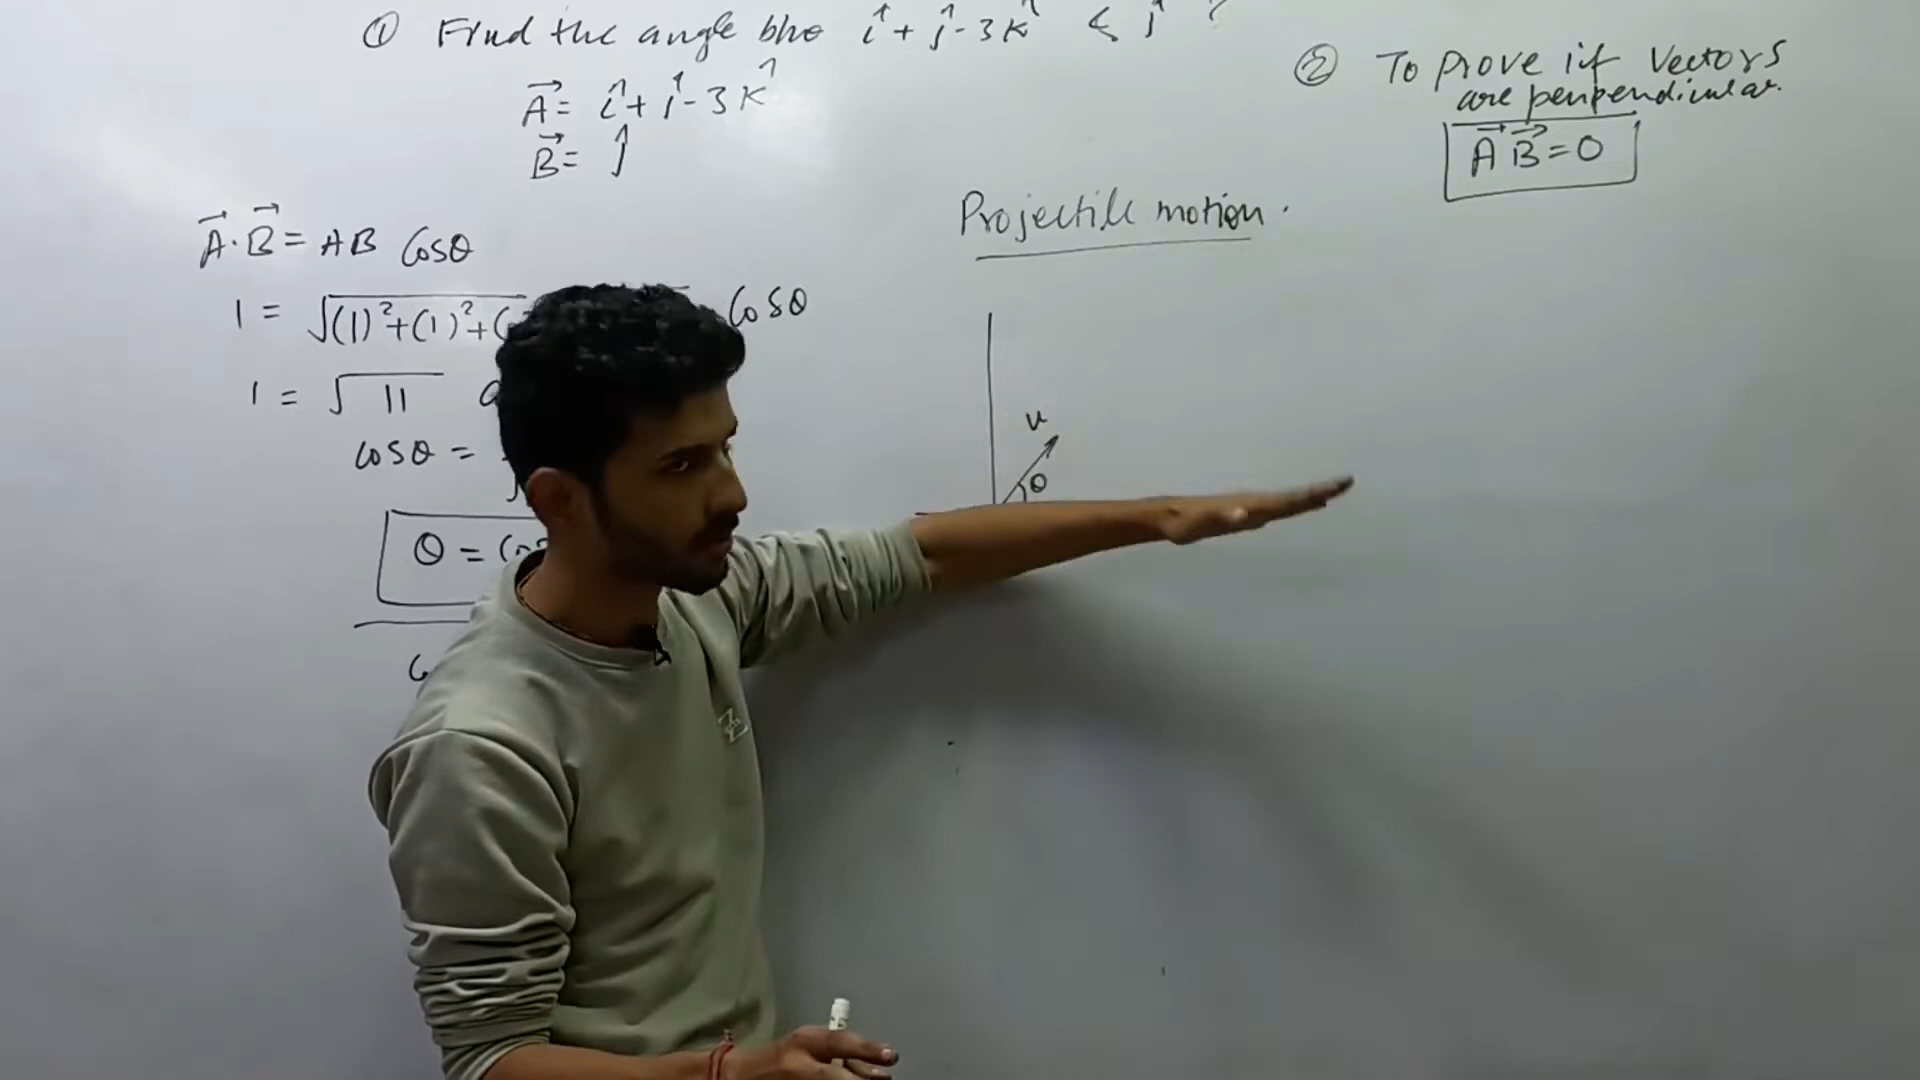 ① Find the angle b/w î + ĵ - 3k̂ & ĵ ?
A⃗ = î + ĵ - 3k̂
B⃗ = ĵ
A⃗ . B⃗ = AB Cosθ
1 = √(1)²+(1)²+( Cosθ
1 = √11
cosθ =
θ =
② To prove if Vectors
are perpendicular.
A⃗ B⃗ = 0
Projectile motion.
u
θ